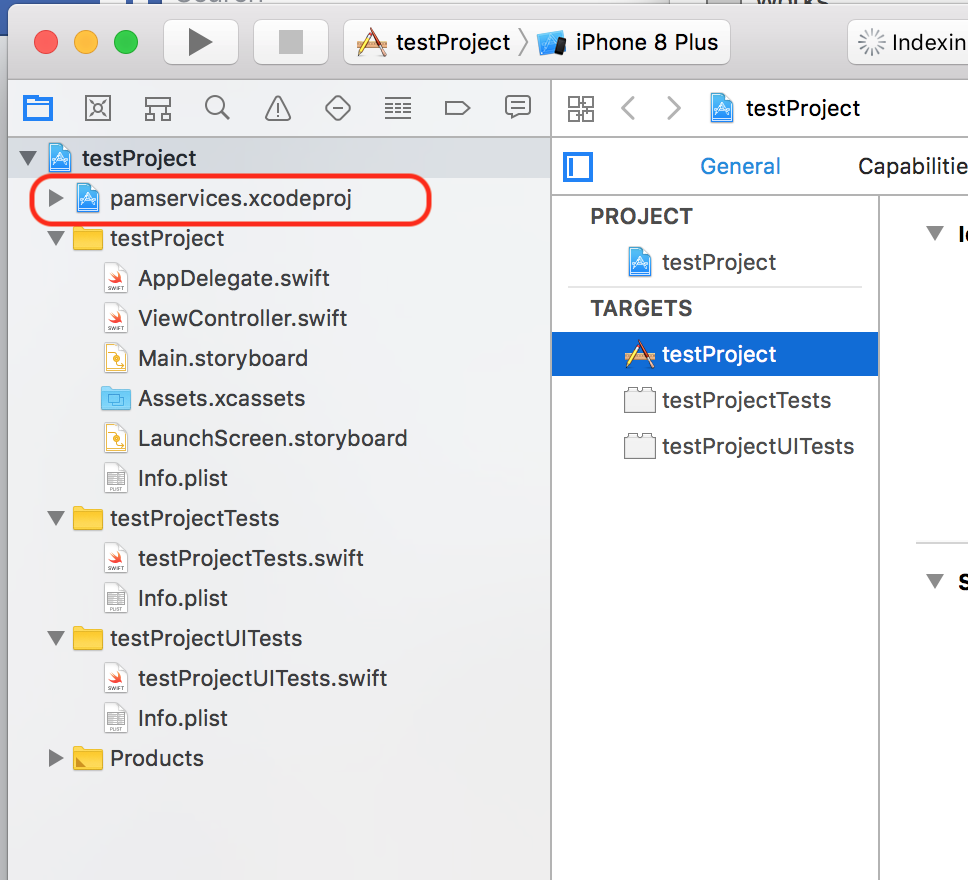 testProject
iPhone 8 Plus
testProject
testProject
General
pamservices.xcodeproj
testProject
AppDelegate.swift
ViewController.swift
Main.storyboard
Assets.xcassets
LaunchScreen.storyboard
Info.plist
testProjectTests
testProjectTests.swift
Info.plist
testProjectUITests
testProjectUITests.swift
Info.plist
Products
PROJECT
testProject
TARGETS
testProject
testProjectTests
testProjectUITests